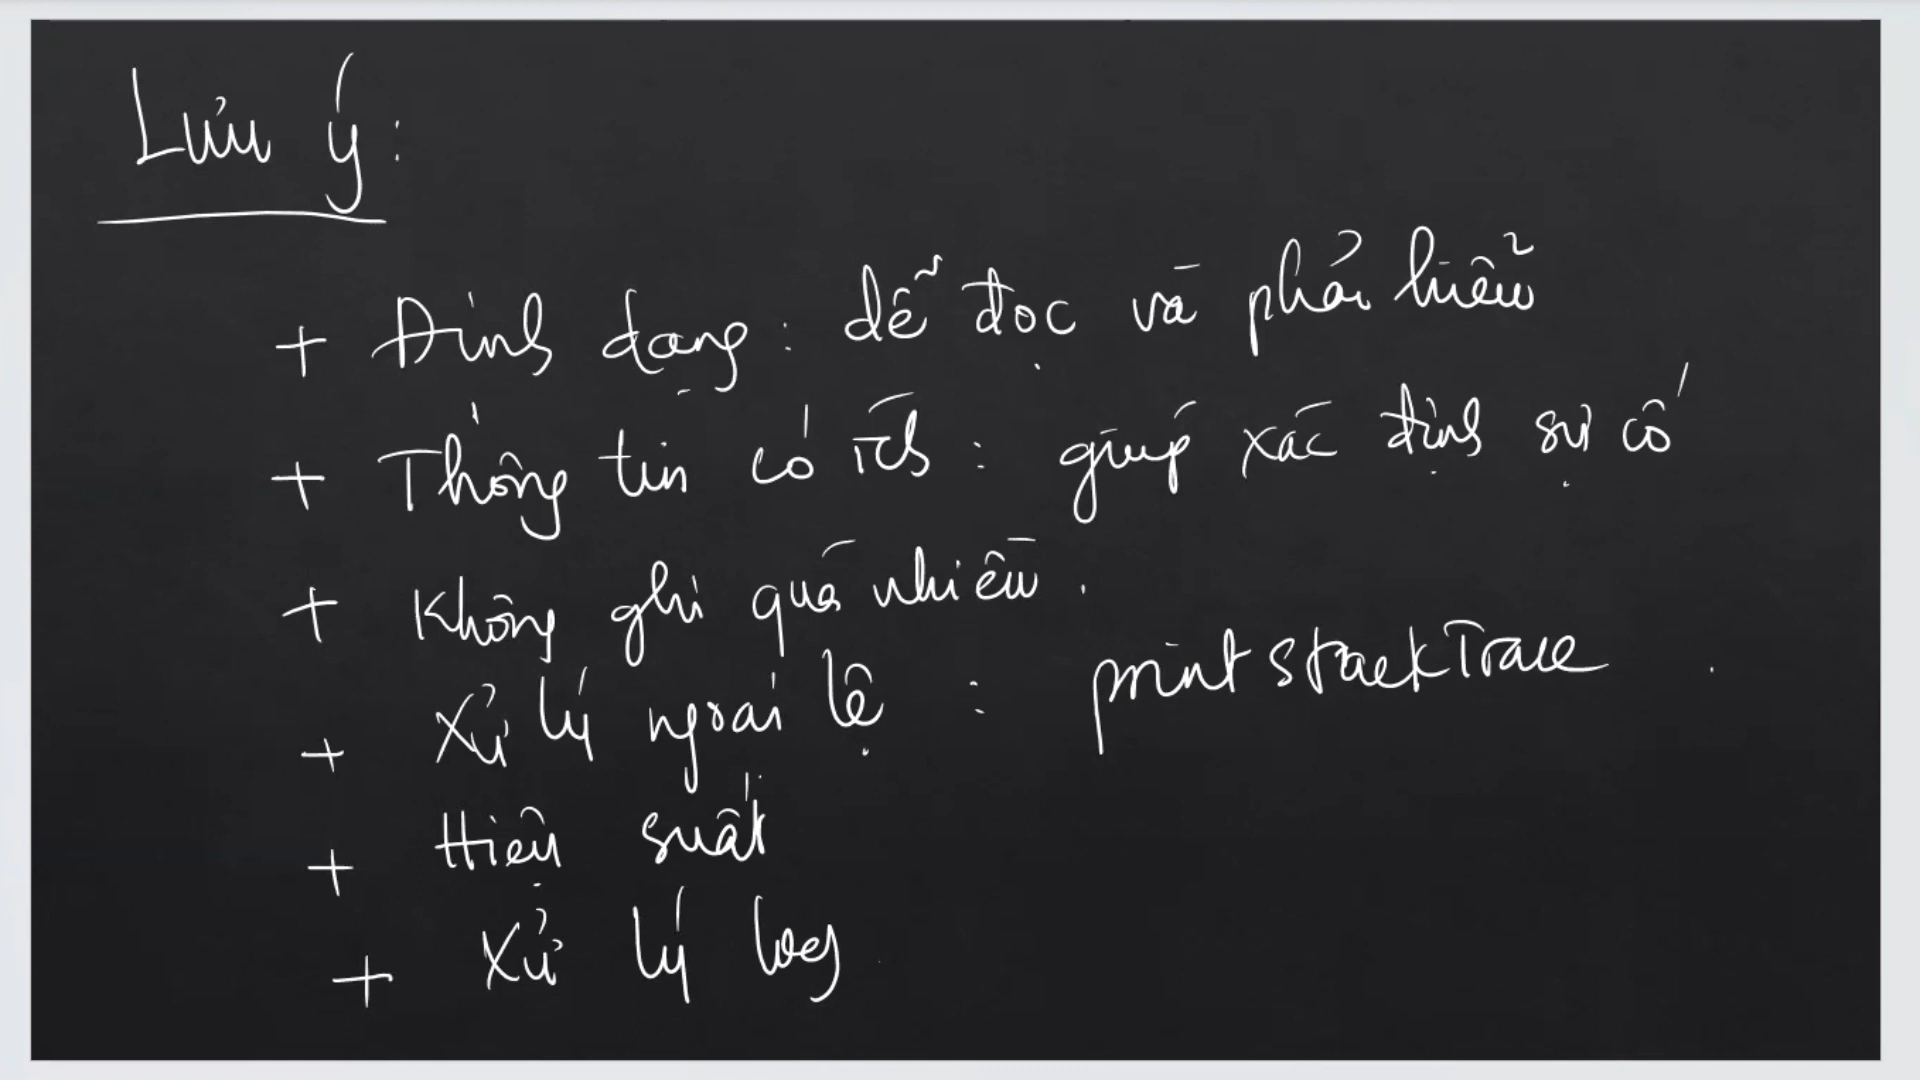 Lưu ý:
+ Định dạng: dễ đọc và phải hiểu
+ Thông tin có ích: giúp xác định sự cố
+ Không ghi quá nhiều.
+ Xử lý ngoại lệ: printStackTrace
+ Hiệu suất
+ Xử lý log